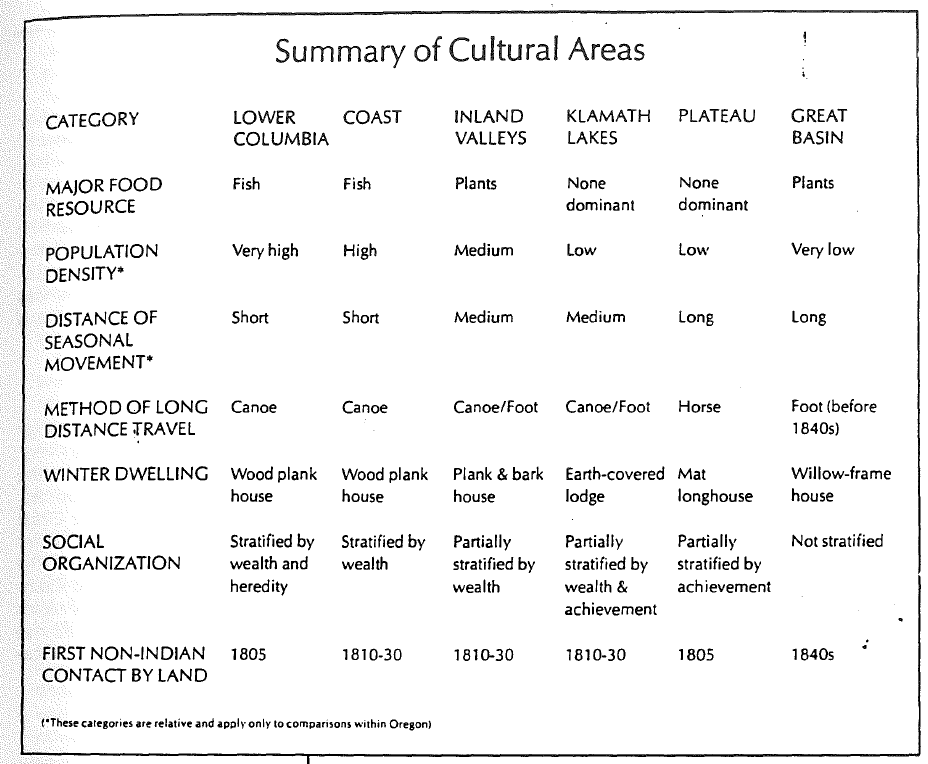 Summary of Cultural Areas
CATEGORY LOWER COLUMBIA COAST INLAND VALLEYS KLAMATH LAKES PLATEAU GREAT BASIN
MAJOR FOOD RESOURCE Fish Fish Plants None dominant None dominant Plants
POPULATION DENSITY* Very high High Medium Low Low Very low
DISTANCE OF SEASONAL MOVEMENT* Short Short Medium Medium Long Long
METHOD OF LONG DISTANCE TRAVEL Canoe Canoe Canoe/Foot Canoe/Foot Horse Foot (before 1840s)
WINTER DWELLING Wood plank house Wood plank house Plank & bark house Earth-covered lodge Mat longhouse Willow-frame house
SOCIAL ORGANIZATION Stratified by wealth and heredity Stratified by wealth Partially stratified by wealth Partially stratified by wealth & achievement Partially stratified by achievement Not stratified
FIRST NON-INDIAN CONTACT BY LAND 1805 1810-30 1810-30 1810-30 1805 1840s
(*These categories are relative and apply only to comparisons within Oregon)